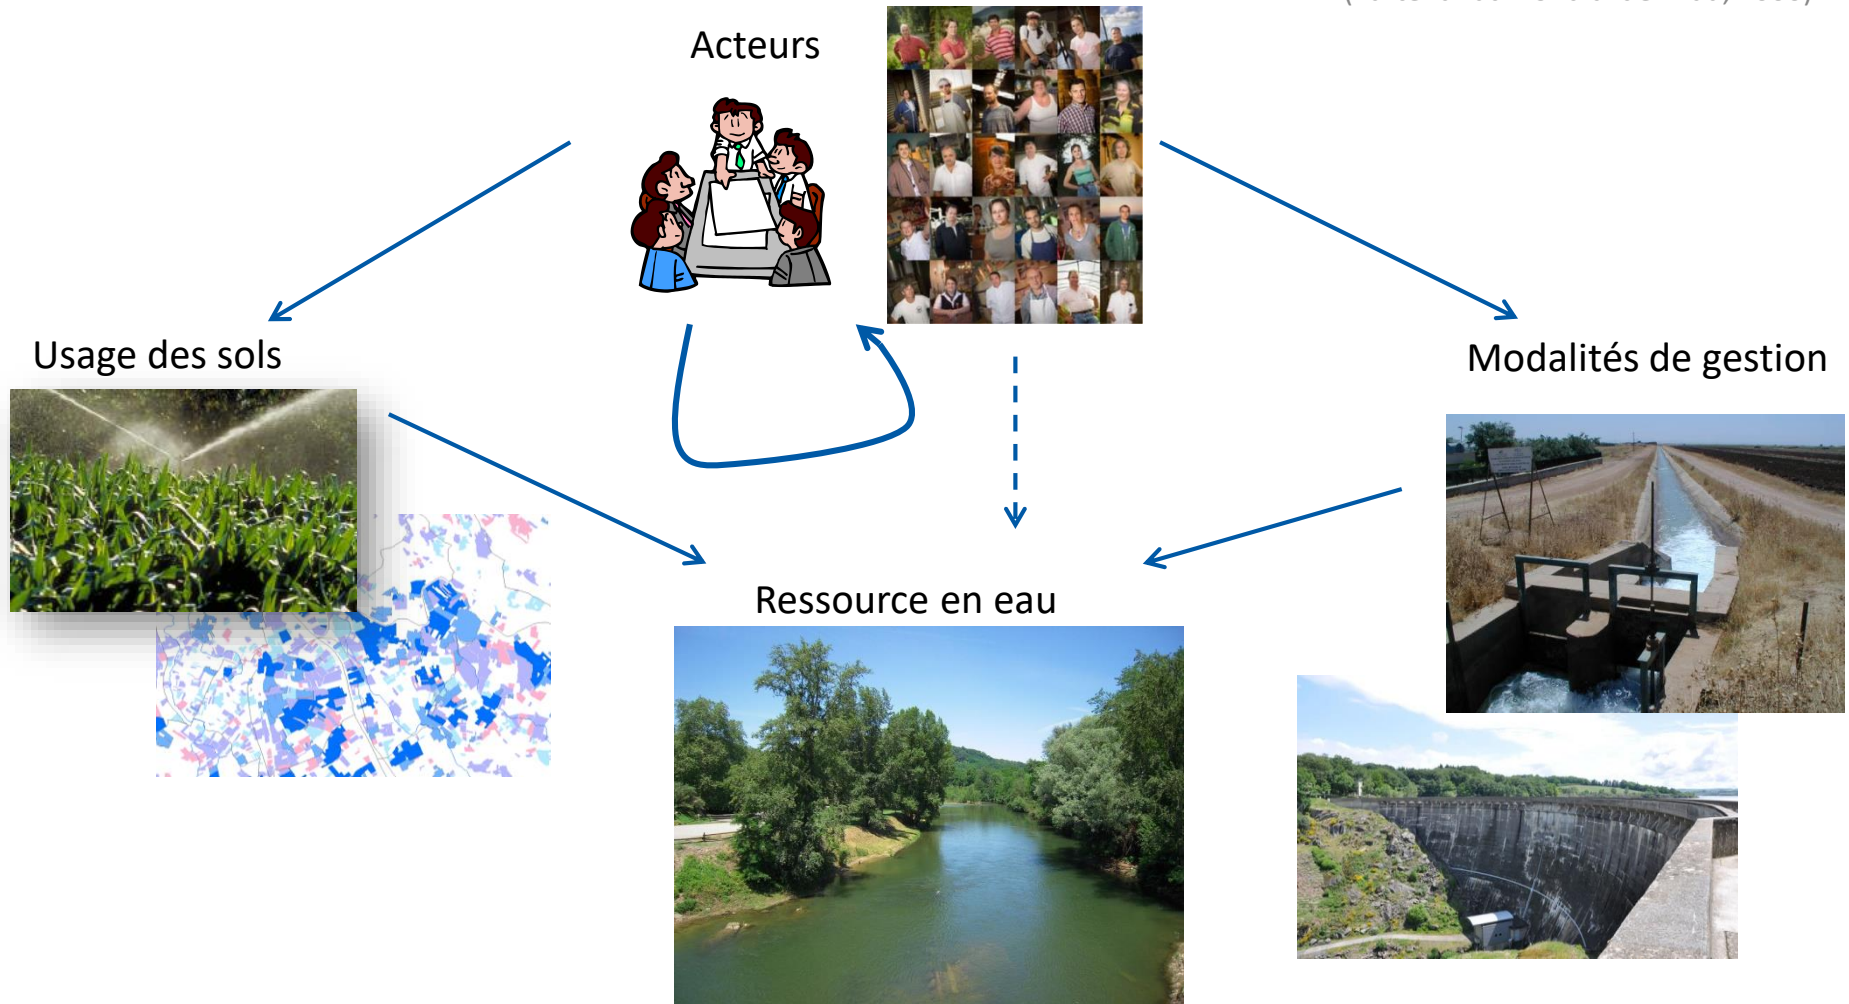 Acteurs
Usage des sols
Modalités de gestion
Ressource en eau